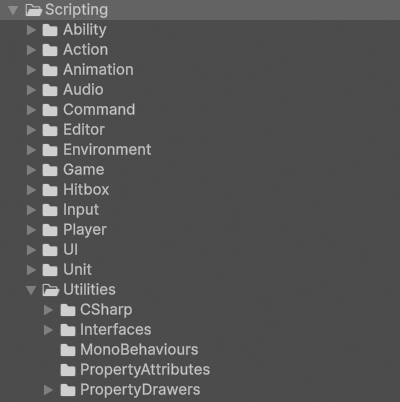 Scripting
Ability
Action
Animation
Audio
Command
Editor
Environment
Game
Hitbox
Input
Player
UI
Unit
Utilities
CSharp
Interfaces
MonoBehaviours
PropertyAttributes
PropertyDrawers